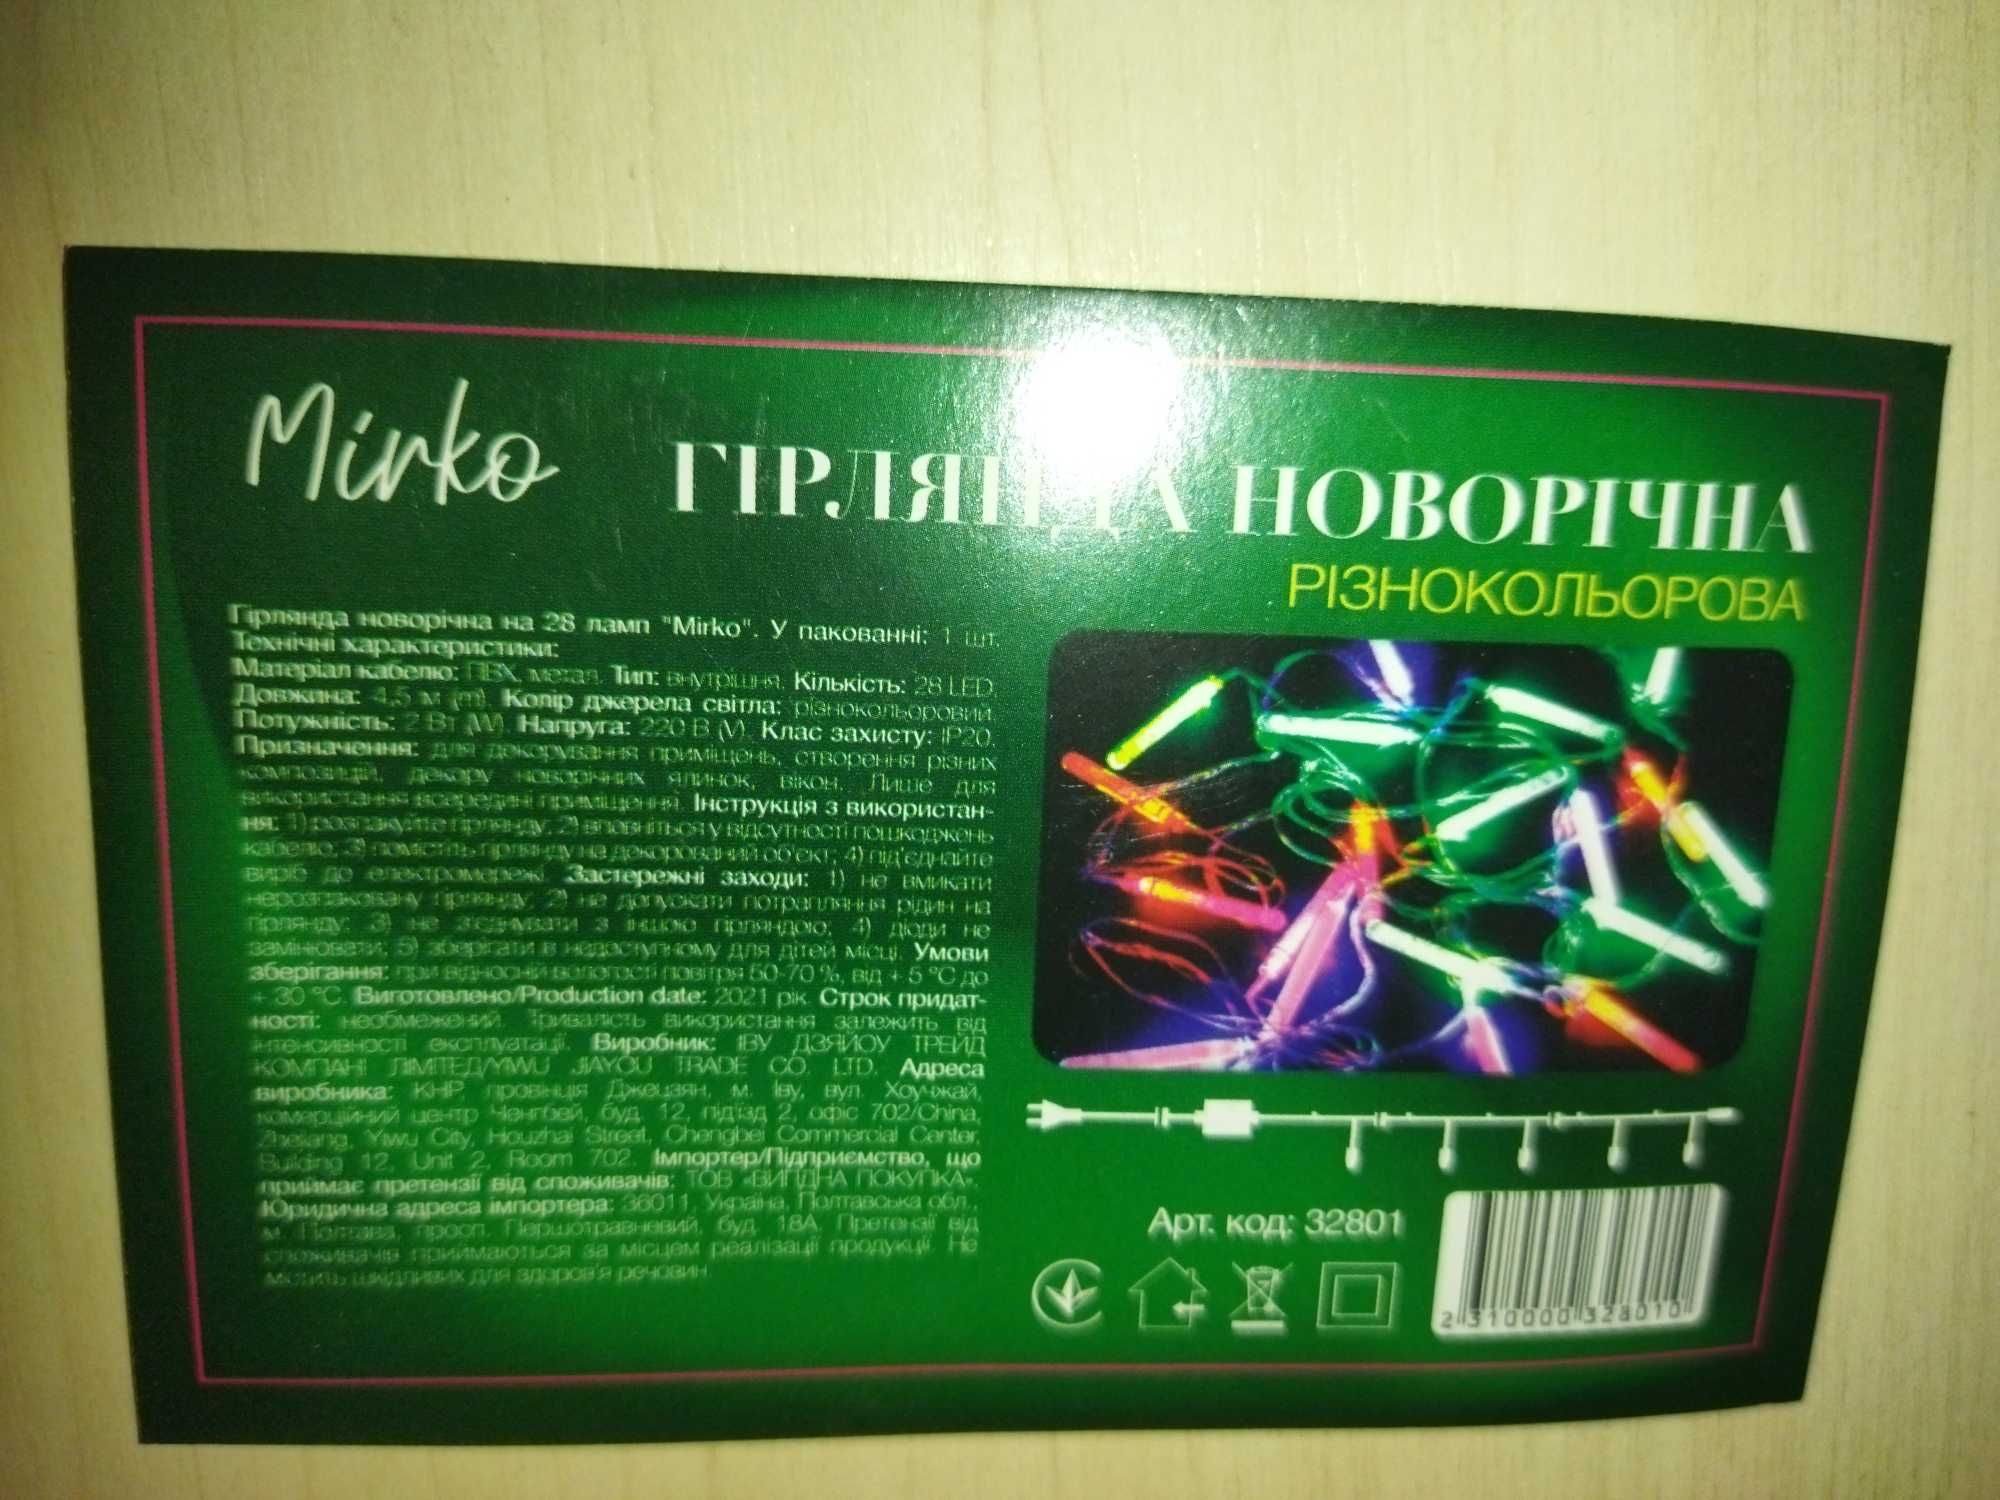 Mirko
ГІРЛЯНДА НОВОРІЧНА
РІЗНОКОЛЬОРОВА
Гірлянда новорічна на 28 ламп "Mirko". У пакованні: 1 шт.
Технічні характеристики:
Матеріал кабелю: ПВХ, метал. Тип: внутрішня. Кількість: 28 LED.
Довжина: 4,5 м (m). Колір джерела світла: різнокольоровий.
Потужність: 2 Вт (W). Напруга: 220 В (V). Клас захисту: IP20.
Призначення: для декорування приміщень, створення різних
композицій, декору новорічних ялинок, вікон. Лише для
використання всередині приміщення. Інструкція з використан-
ня: 1) розпакуйте гірлянду; 2) впевніться у відсутності пошкоджень
кабелю; 3) помістіть гірлянду на декорований об'єкт; 4) під'єднайте
виріб до електромережі. Застережні заходи: 1) не вмикати
нерозпаковану гірлянду; 2) не допускати потрапляння рідин на
гірлянду; 3) не з'єднувати з іншою гірляндою; 4) діоди не
замінювати; 5) зберігати в недоступному для дітей місці. Умови
зберігання: при відносній вологості повітря 50-70 %, від + 5 °C до
+ 30 °C. Виготовлено/Production date: 2021 рік. Строк придат-
ності: необмежений. Тривалість використання залежить від
інтенсивності експлуатації. Виробник: ІВУ ДЗЯЙОУ ТРЕЙД
КОМПАНІ ЛІМІТЕД/YIWU JIAYOU TRADE CO. LTD. Адреса
виробника: КНР, провінція Джецзян, м. Іву, вул. Хоучжай,
комерційний центр Ченгбей, буд. 12, під'їзд 2, офіс 702/China,
Zhejiang, Yiwu City, Houzhai Street, Chengbei Commercial Center,
Building 12, Unit 2, Room 702. Імпортер/Підприємство, що
приймає претензії від споживачів: ТОВ «ВИГІДНА ПОКУПКА».
Юридична адреса імпортера: 36011, Україна, Полтавська обл.,
м. Полтава, просп. Першотравневий, буд. 18А. Претензії від
споживачів приймаються за місцем реалізації продукції. Не
містить шкідливих для здоров'я речовин.
Арт. код: 32801
2 310000 328010